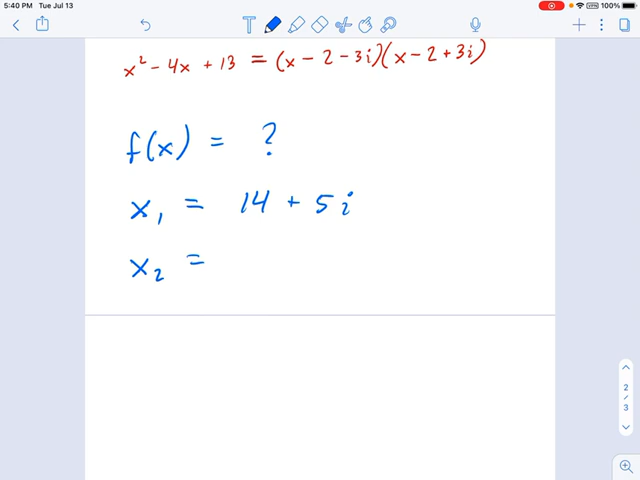 5:40 PM Tue Jul 13 100%
x² - 4x + 13 = (x - 2 - 3i)(x - 2 + 3i)
f(x) = ?
x₁ = 14 + 5i
x₂ =
2
/
3